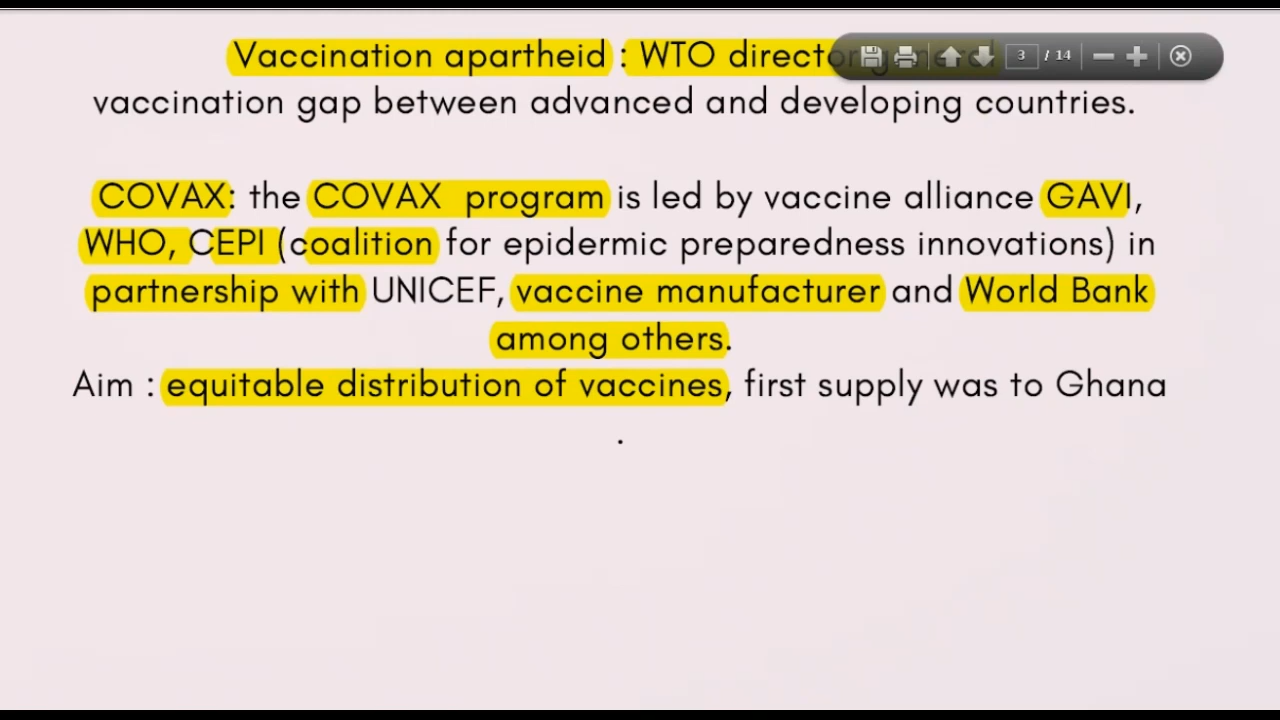 Vaccination apartheid : WTO director general
3 / 14
vaccination gap between advanced and developing countries.
COVAX: the COVAX program is led by vaccine alliance GAVI,
WHO, CEPI (coalition for epidermic preparedness innovations) in
partnership with UNICEF, vaccine manufacturer and World Bank
among others.
Aim : equitable distribution of vaccines, first supply was to Ghana
.